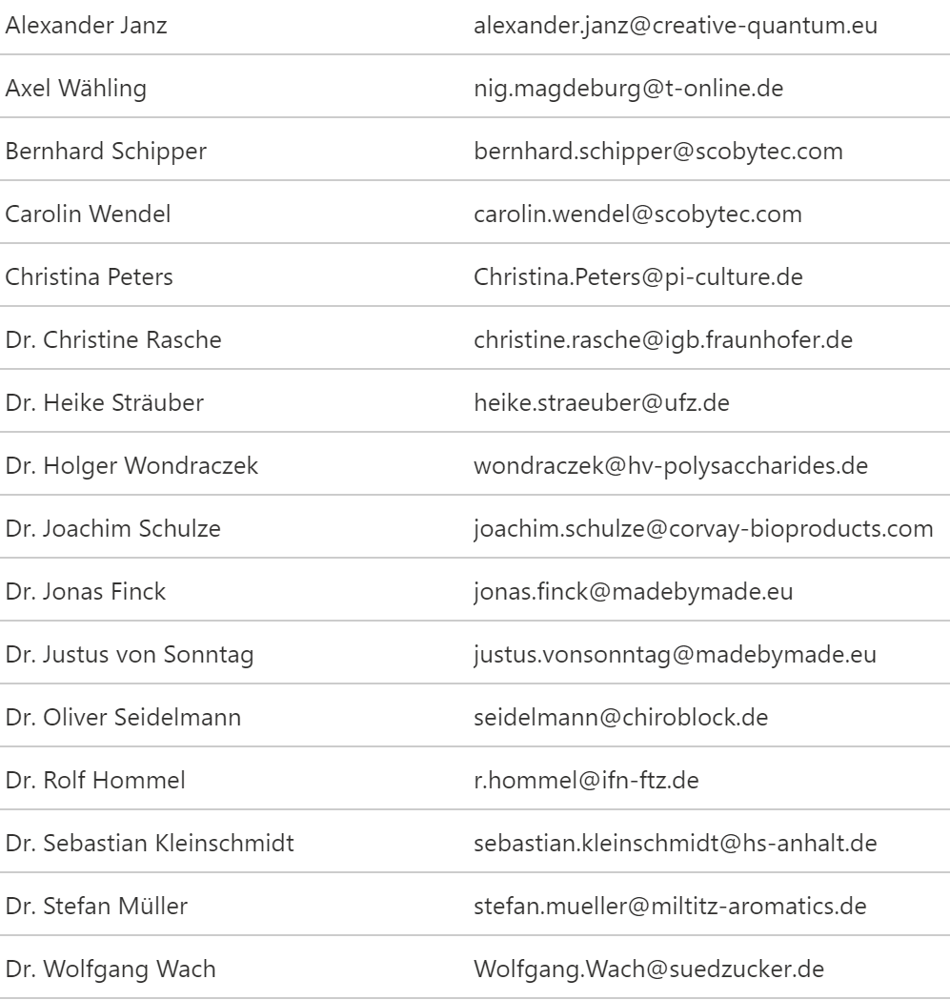 Alexander Janz alexander.janz@creative-quantum.eu
Axel Wähling nig.magdeburg@t-online.de
Bernhard Schipper bernhard.schipper@scobytec.com
Carolin Wendel carolin.wendel@scobytec.com
Christina Peters Christina.Peters@pi-culture.de
Dr. Christine Rasche christine.rasche@igb.fraunhofer.de
Dr. Heike Sträuber heike.straeuber@ufz.de
Dr. Holger Wondraczek wondraczek@hv-polysaccharides.de
Dr. Joachim Schulze joachim.schulze@corvay-bioproducts.com
Dr. Jonas Finck jonas.finck@madebymade.eu
Dr. Justus von Sonntag justus.vonsonntag@madebymade.eu
Dr. Oliver Seidelmann seidelmann@chiroblock.de
Dr. Rolf Hommel r.hommel@ifn-ftz.de
Dr. Sebastian Kleinschmidt sebastian.kleinschmidt@hs-anhalt.de
Dr. Stefan Müller stefan.mueller@miltitz-aromatics.de
Dr. Wolfgang Wach Wolfgang.Wach@suedzucker.de